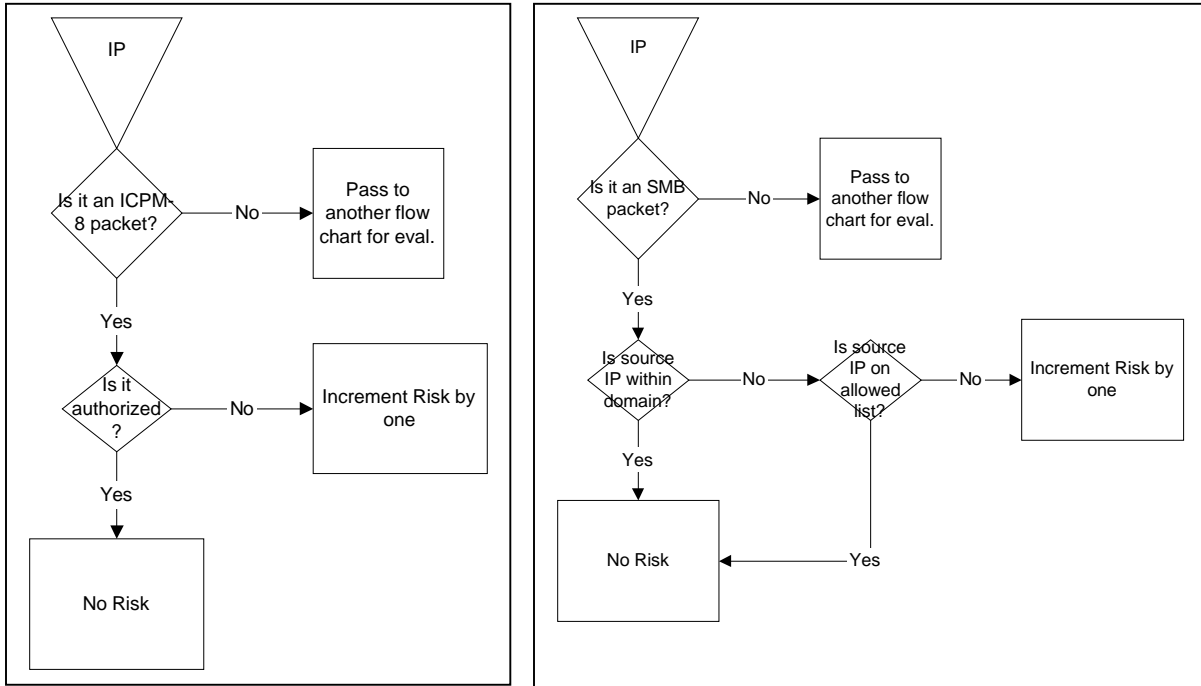 IP
Is it an ICPM-
8 packet?
No
Pass to
another flow
chart for eval.
Yes
Is it
authorized
?
No
Increment Risk by
one
Yes
No Risk
IP
Is it an SMB
packet?
No
Pass to
another flow
chart for eval.
Yes
Is source
IP within
domain?
No
Is source
IP on
allowed
list?
No
Increment Risk by
one
Yes
Yes
No Risk